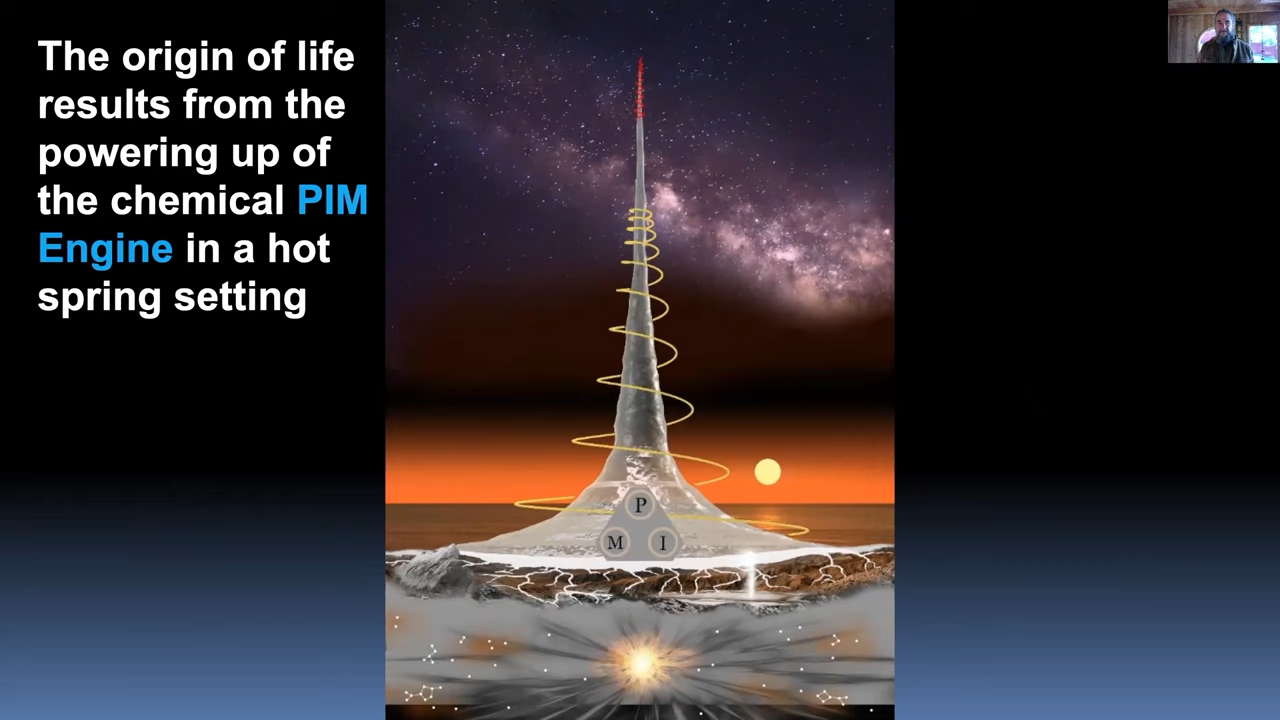 The origin of life
results from the
powering up of
the chemical PIM
Engine in a hot
spring setting
P
M I